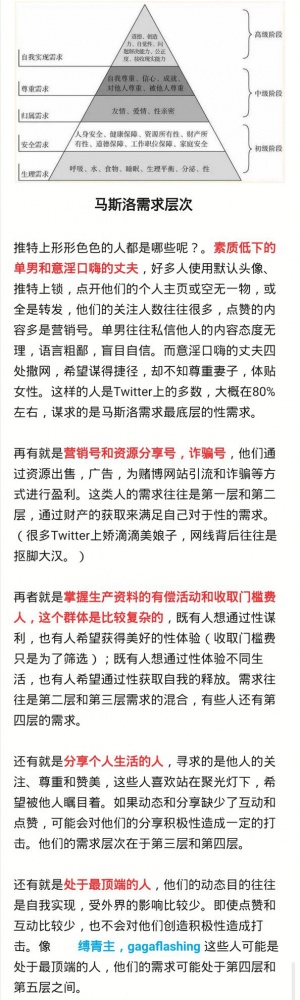 道德、创造
力、自觉性、问
题解决能力、公正
度、接收现实能力
高级阶段
自我实现需求
自我尊重、信心、成就、
对他人尊重、被他人尊重
中级阶段
尊重需求
友情、爱情、性亲密
归属需求
人身安全、健康保障、资源所有性、财产所
有性、道德保障、工作职位保障、家庭安全
初级阶段
安全需求
呼吸、水、食物、睡眠、生理平衡、分泌、性
生理需求
马斯洛需求层次
推特上形形色色的人都是哪些呢？。素质低下的
单男和意淫口嗨的丈夫，好多人使用默认头像、
推特上锁，点开他们的个人主页或空无一物，或
全是转发，他们的关注人数往往很多，点赞的内
容多是营销号。单男往往私信他人的内容态度无
理，语言粗鄙，盲目自信。而意淫口嗨的丈夫四
处撒网，希望谋得捷径，却不知尊重妻子，体贴
女性。这样的人是Twitter上的多数，大概在80%
左右，谋求的是马斯洛需求最底层的性需求。
再有就是营销号和资源分享号，诈骗号，他们通
过资源出售，广告，为赌博网站引流和诈骗等方
式进行盈利。这类人的需求往往是第一层和第二
层，通过财产的获取来满足自己对于性的需求。
（很多Twitter上娇滴滴美娘子，网线背后往往是
抠脚大汉。）
再者就是掌握生产资料的有偿活动和收取门槛费
人，这个群体是比较复杂的，既有人想通过性谋
利，也有人希望获得美好的性体验（收取门槛费
只是为了筛选）；既有人想通过性体验不同生
活，也有人希望通过性获取自我的释放。需求往
往是第二层和第三层需求的混合，有些人还有第
四层的需求。
还有就是分享个人生活的人，寻求的是他人的关
注、尊重和赞美，这些人喜欢站在聚光灯下，希
望被他人瞩目着。如果动态和分享缺少了互动和
点赞，可能会对他们的分享积极性造成一定的打
击。他们的需求层次在于第三层和第四层。
还有就是处于最顶端的人，他们的动态目的往往
是自我实现，受外界的影响比较少。即使点赞和
互动比较少，也不会对他们创造积极性造成打
击。像 缚青主，gagaflashing 这些人可能是
处于最顶端的人，他们的需求可能处于第四层和
第五层之间。